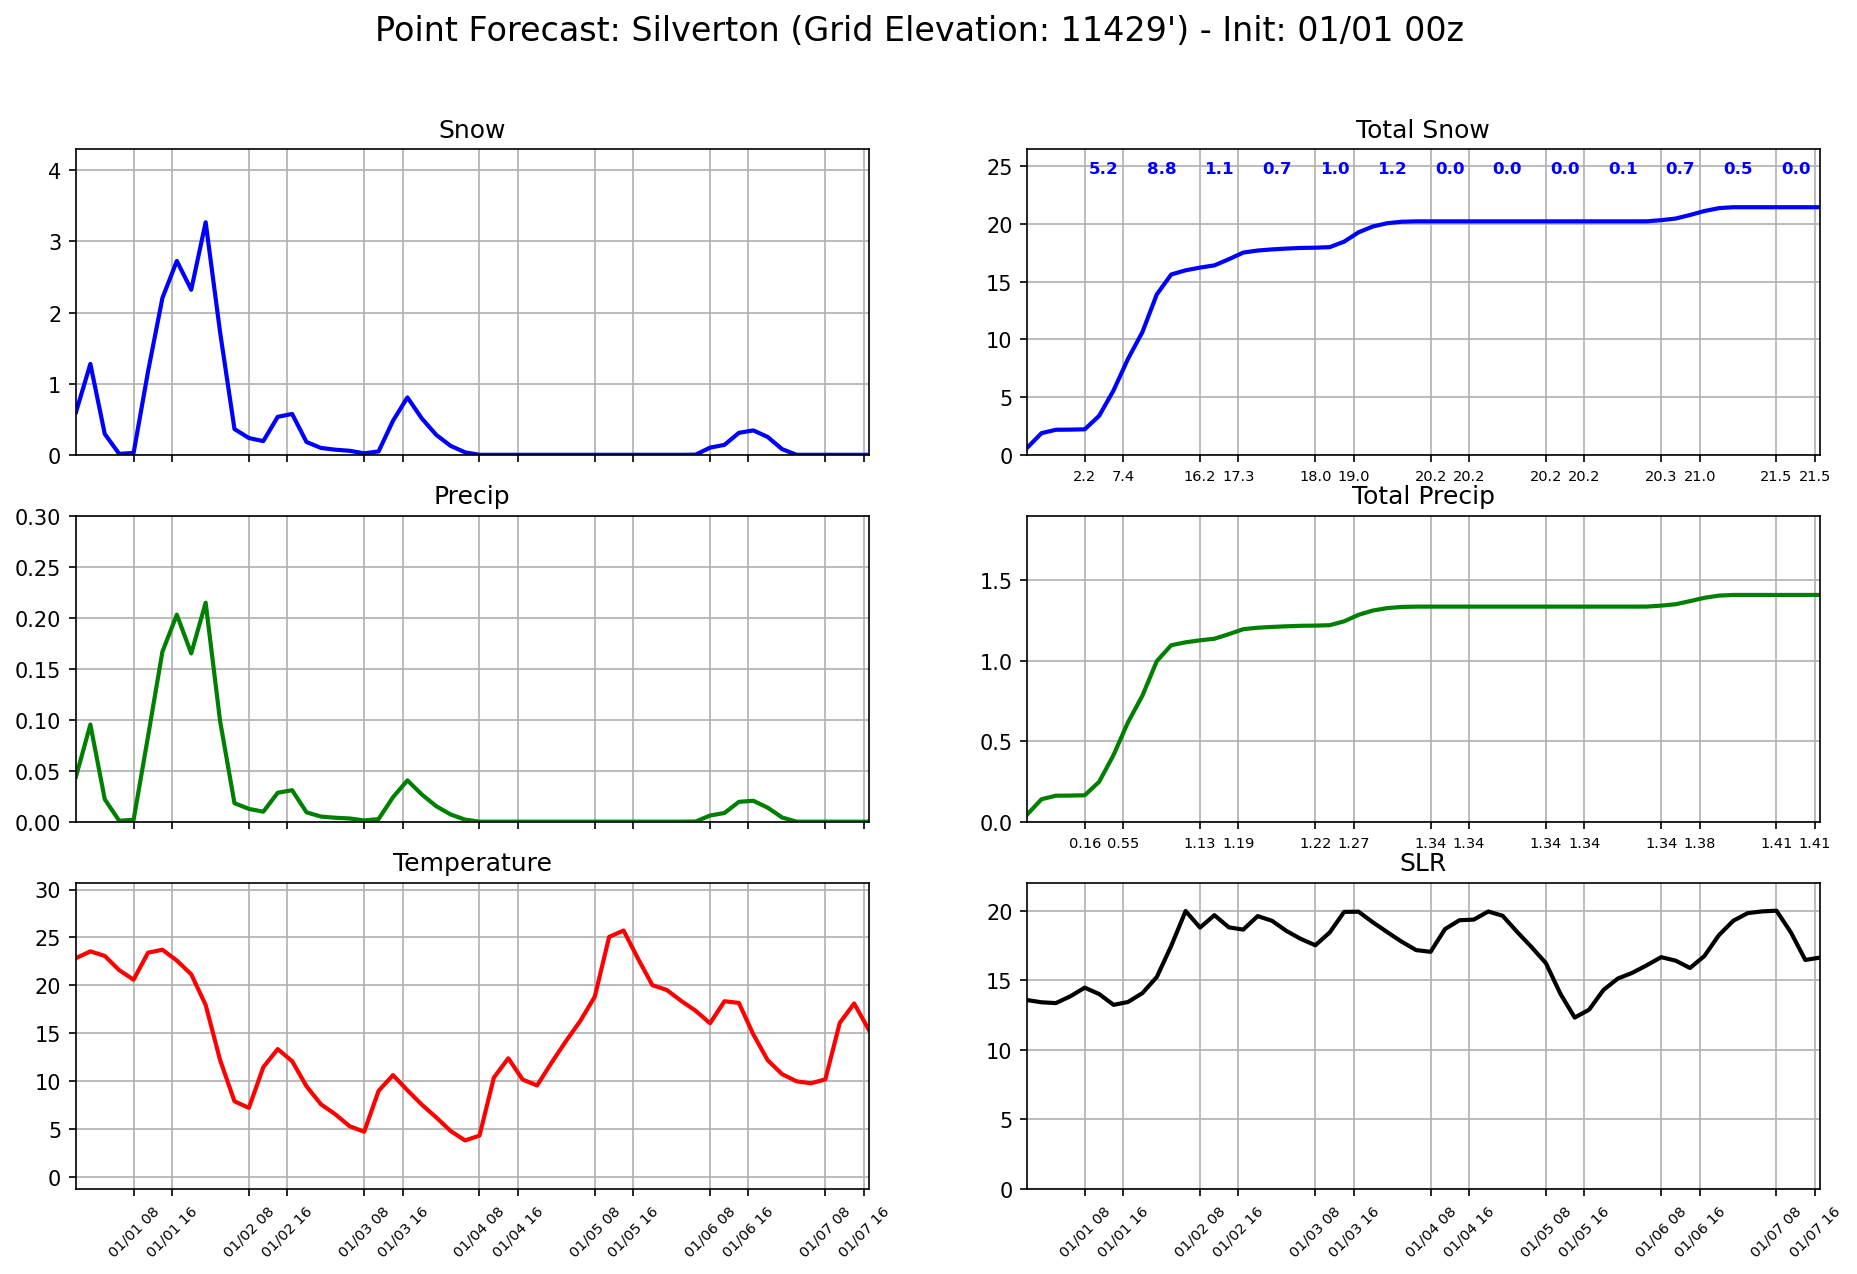 Point Forecast: Silverton (Grid Elevation: 11429') - Init: 01/01 00z
Snow
4
3
2
1
0
Total Snow
25
20
15
10
5
0
5.2 8.8 1.1 0.7 1.0 1.2 0.0 0.0 0.0 0.1 0.7 0.5 0.0
2.2 7.4 16.2 17.3 18.0 19.0 20.2 20.2 20.2 20.2 20.3 21.0 21.5 21.5
Precip
0.30
0.25
0.20
0.15
0.10
0.05
0.00
Total Precip
1.5
1.0
0.5
0.0
0.16 0.55 1.13 1.19 1.22 1.27 1.34 1.34 1.34 1.34 1.34 1.38 1.41 1.41
Temperature
30
25
20
15
10
5
0
01/01 08 01/01 16 01/02 08 01/02 16 01/03 08 01/03 16 01/04 08 01/04 16 01/05 08 01/05 16 01/06 08 01/06 16 01/07 08 01/07 16
SLR
20
15
10
5
0
01/01 08 01/01 16 01/02 08 01/02 16 01/03 08 01/03 16 01/04 08 01/04 16 01/05 08 01/05 16 01/06 08 01/06 16 01/07 08 01/07 16